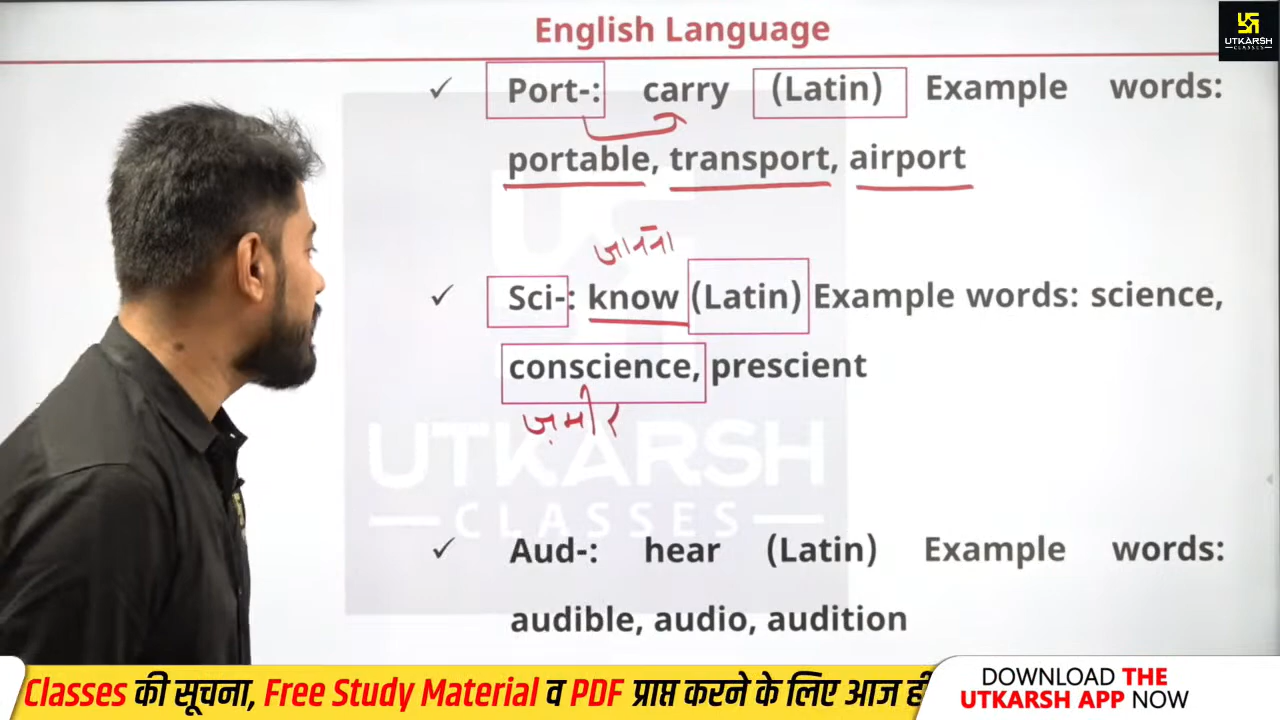 English Language
UTKARSH
CLASSES
✓ Port-: carry (Latin) Example words:
portable, transport, airport
जानना
✓ Sci-: know (Latin) Example words: science,
conscience, prescient
ज़मीर
UTKARSH
CLASSES
✓ Aud-: hear (Latin) Example words:
audible, audio, audition
Classes की सूचना, Free Study Material व PDF प्राप्त करने के लिए आज ही
DOWNLOAD THE
UTKARSH APP NOW